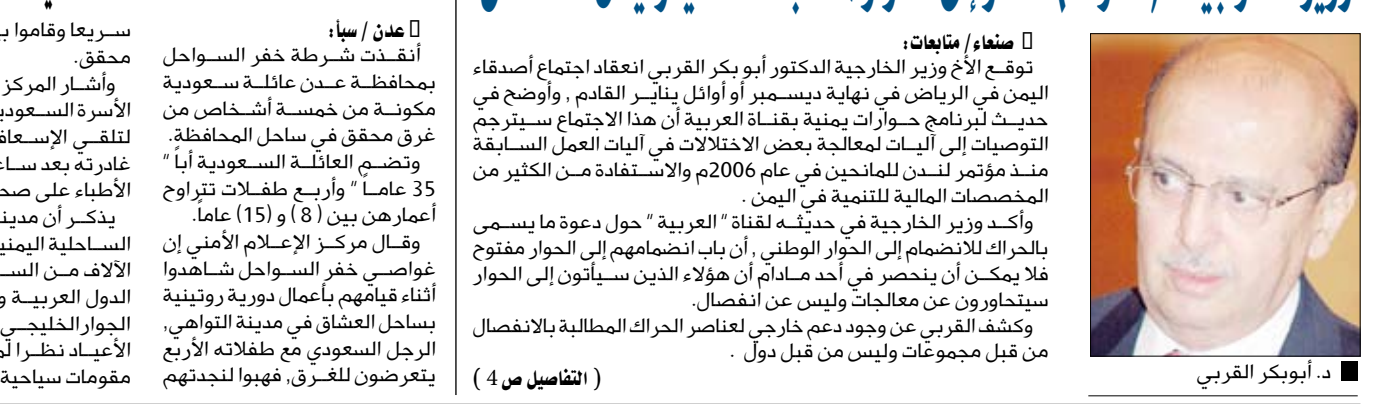 صنعاء/ متابعات:
توقع الأخ وزير الخارجية الدكتور أبو بكر القربي انعقاد اجتماع أصدقاء
اليمن في الرياض في نهاية ديسمبر أو أوائل يناير القادم , وأوضح في
حديث لبرنامج حوارات يمنية بقناة العربية أن هذا الاجتماع سيترجم
التوصيات إلى آليات لمعالجة بعض الاختلالات في آليات العمل السابقة
منذ مؤتمر لندن للمانحين في عام 2006م والاستفادة من الكثير من
المخصصات المالية للتنمية في اليمن .
وأكد وزير الخارجية في حديثه لقناة " العربية " حول دعوة ما يسمى
بالحراك للانضمام إلى الحوار الوطني , أن باب انضمامهم إلى الحوار مفتوح
فلا يمكن أن ينحصر في أحد مادام أن هؤلاء الذين سيأتون إلى الحوار
سيتحاورون عن معالجات وليس عن انفصال.
وكشف القربي عن وجود دعم خارجي لعناصر الحراك المطالبة بالانفصال
من قبل مجموعات وليس من قبل دول .
( التفاصيل ص 4 )
د. أبوبكر القربي
عدن / سبأ:
أنقذت شرطة خفر السواحل
بمحافظة عدن عائلة سعودية
مكونة من خمسة أشخاص من
غرق محقق في ساحل المحافظة.
وتضم العائلة السعودية أباً "
35 عاماً " وأربع طفلات تتراوح
أعمارهن بين ( 8 ) و (15) عاماً.
وقال مركز الإعلام الأمني إن
غواصي خفر السواحل شاهدوا
أثناء قيامهم بأعمال دورية روتينية
بساحل العشاق في مدينة التواهي,
الرجل السعودي مع طفلاته الأربع
يتعرضون للغرق, فهبوا لنجدتهم
سريعا وقاموا
محقق.
وأشار المركز
الأسرة
لتلقي
غادرته بعد
الأطباء على
يذكر أن
الساحلية
الآلاف من
الدول العربية
الجوار الخليجي
الأعياد نظرا
مقومات سياحية